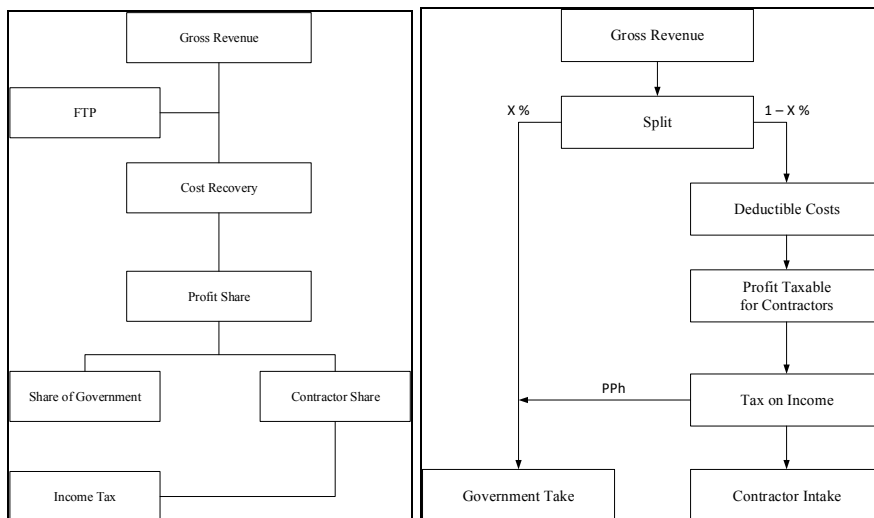 Gross Revenue
FTP
Cost Recovery
Profit Share
Share of Government
Contractor Share
Income Tax
Gross Revenue
X %
Split
1 – X %
Deductible Costs
Profit Taxable
for Contractors
PPh
Tax on Income
Government Take
Contractor Intake